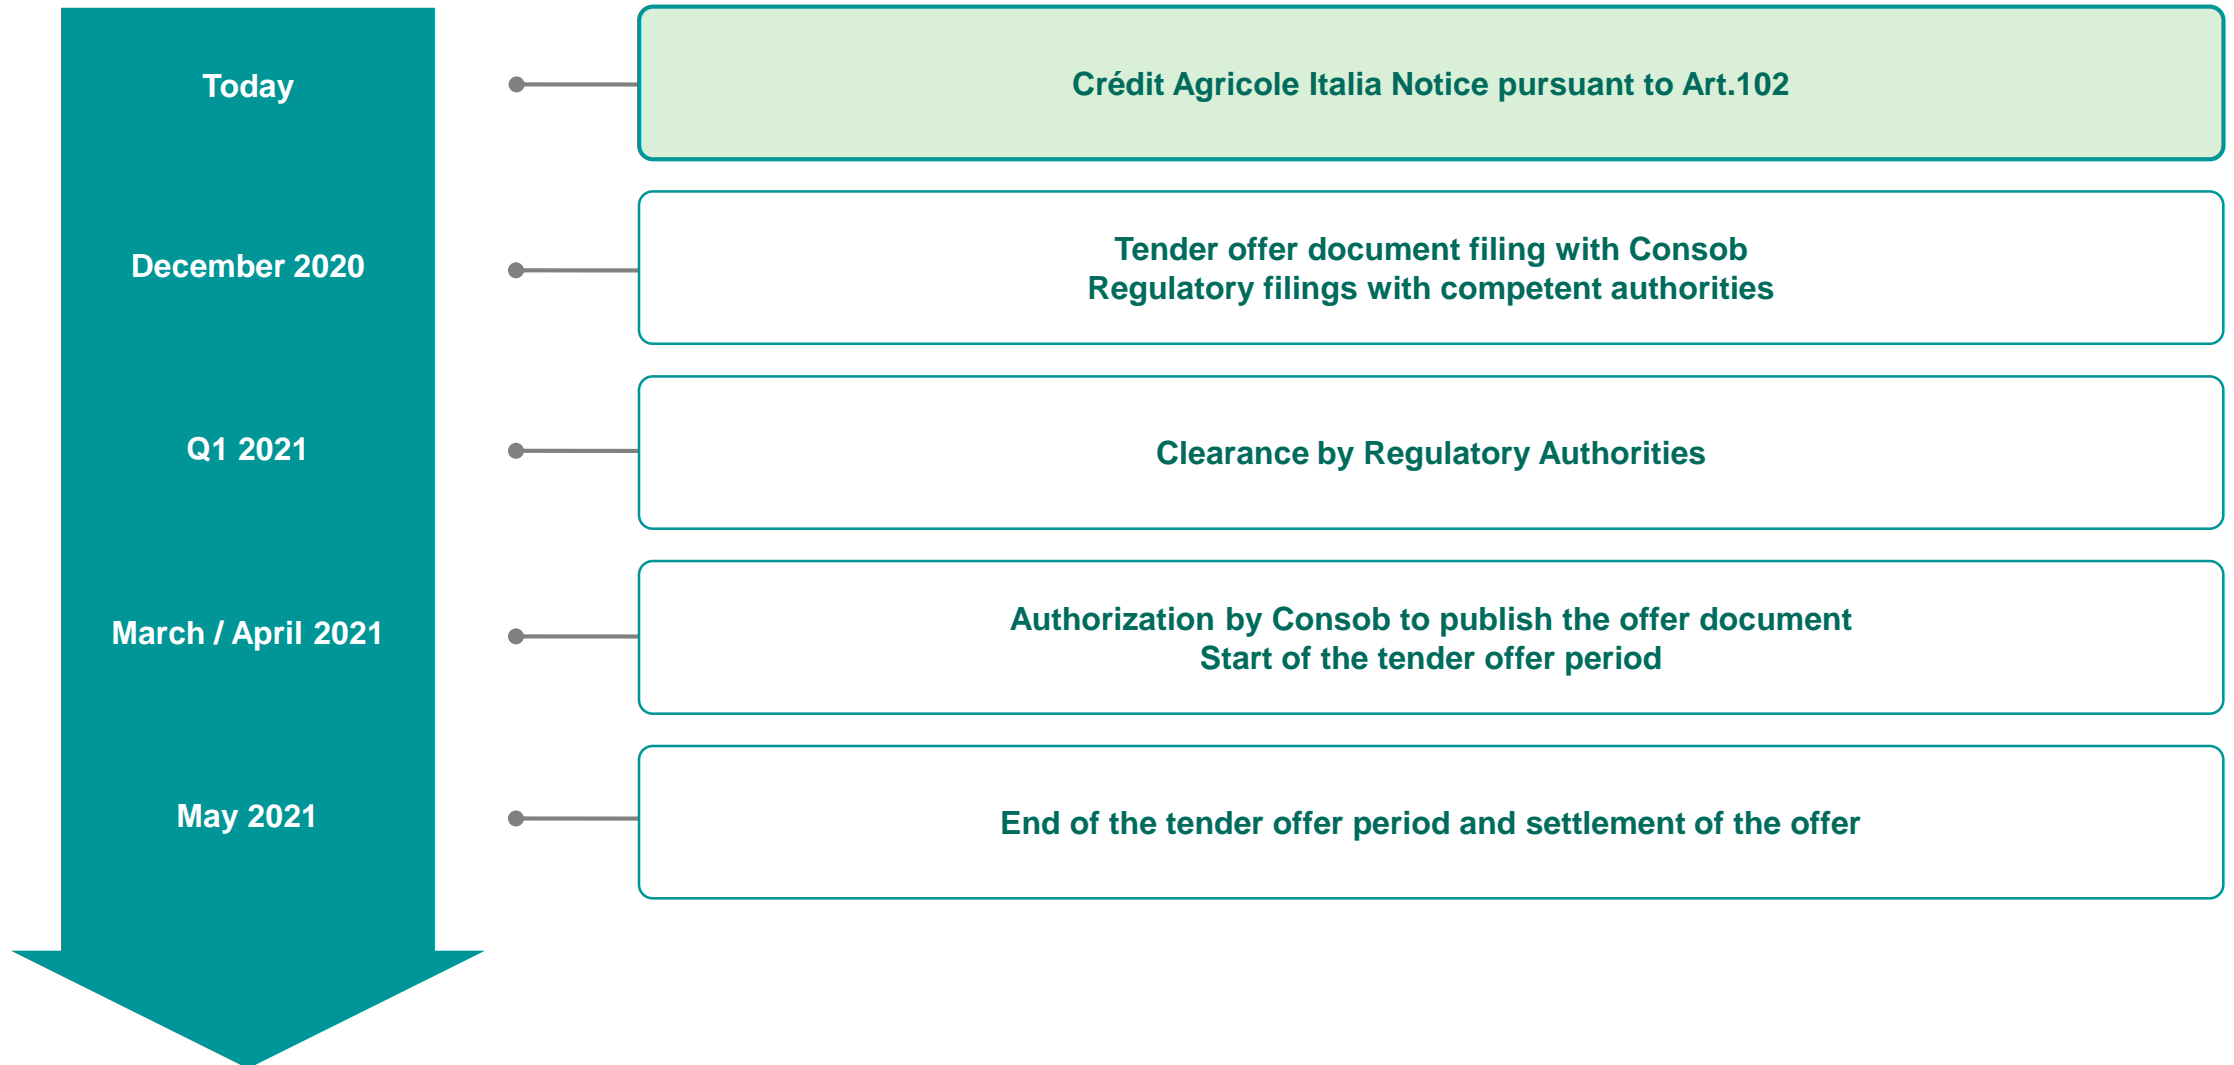 Today
Crédit Agricole Italia Notice pursuant to Art.102
December 2020
Tender offer document filing with Consob
Regulatory filings with competent authorities
Q1 2021
Clearance by Regulatory Authorities
March / April 2021
Authorization by Consob to publish the offer document
Start of the tender offer period
May 2021
End of the tender offer period and settlement of the offer